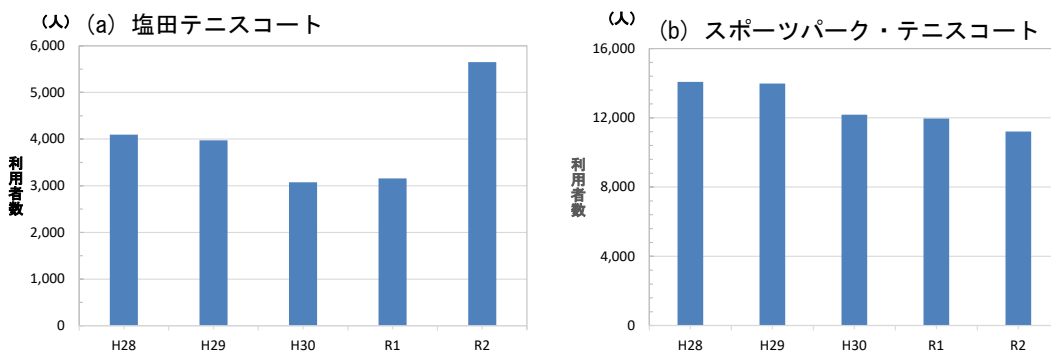 (人) (a) 塩田テニスコート
6,000
5,000
4,000
3,000
2,000
1,000
0
利用者数
H28 H29 H30 R1 R2
(人)
(b) スポーツパーク・テニスコート
16,000
12,000
8,000
4,000
0
利用者数
H28 H29 H30 R1 R2